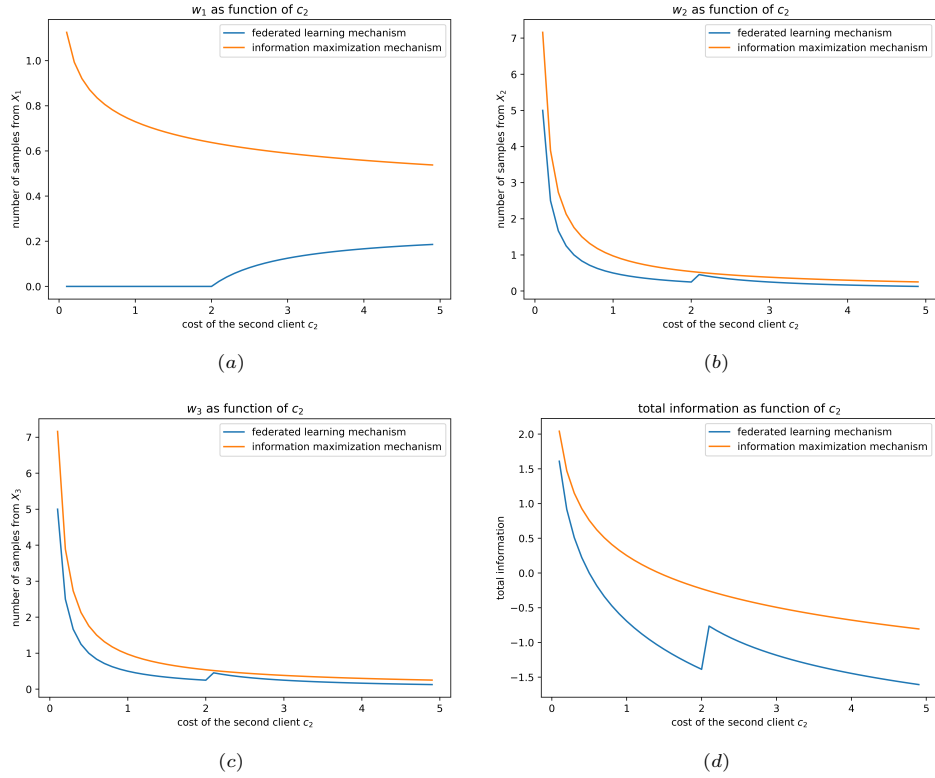 w₁ as function of c₂
federated learning mechanism
information maximization mechanism
number of samples from X₁
1.0
0.8
0.6
0.4
0.2
0.0
0 1 2 3 4 5
cost of the second client c₂
(a)
w₂ as function of c₂
federated learning mechanism
information maximization mechanism
number of samples from X₂
7
6
5
4
3
2
1
0
0 1 2 3 4 5
cost of the second client c₂
(b)
w₃ as function of c₂
federated learning mechanism
information maximization mechanism
number of samples from X₃
7
6
5
4
3
2
1
0
0 1 2 3 4 5
cost of the second client c₂
(c)
total information as function of c₂
federated learning mechanism
information maximization mechanism
total information
2.0
1.5
1.0
0.5
0.0
−0.5
−1.0
−1.5
0 1 2 3 4 5
cost of the second client c₂
(d)